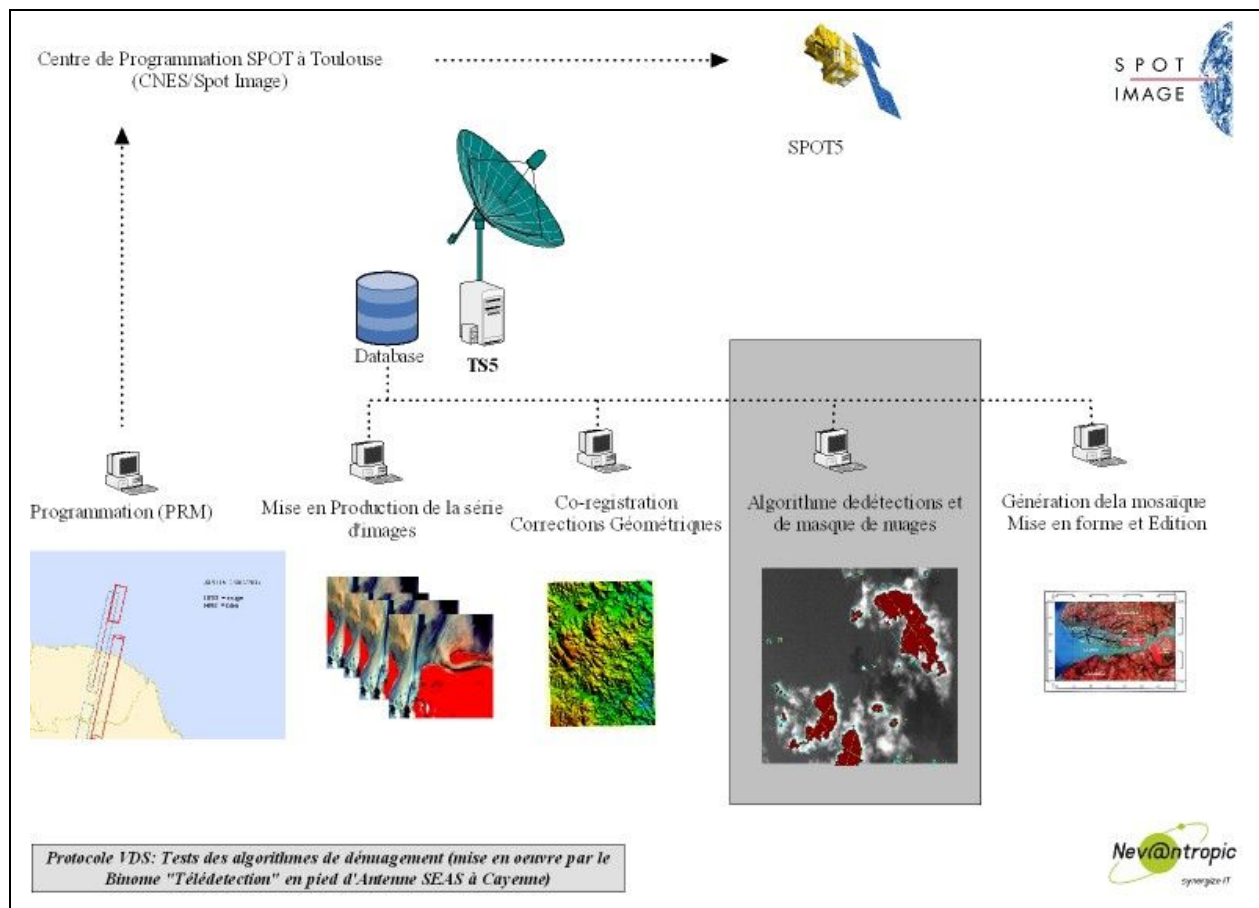 Centre de Programmation SPOT à Toulouse
(CNES/Spot Image)
SPOT
IMAGE
SPOT5
Database
TS5
Programmation (PRM)
Mise en Production de la série
d'images
Co-registration
Corrections Géométriques
Algorithme dedétections et
de masque de nuages
Génération dela mosaïque
Mise en forme et Edition
Protocole VDS: Tests des algorithmes de dénuagement (mise en oeuvre par le
Binome "Télédetection" en pied d'Antenne SEAS à Cayenne)
Nev@ntropic
synergize IT